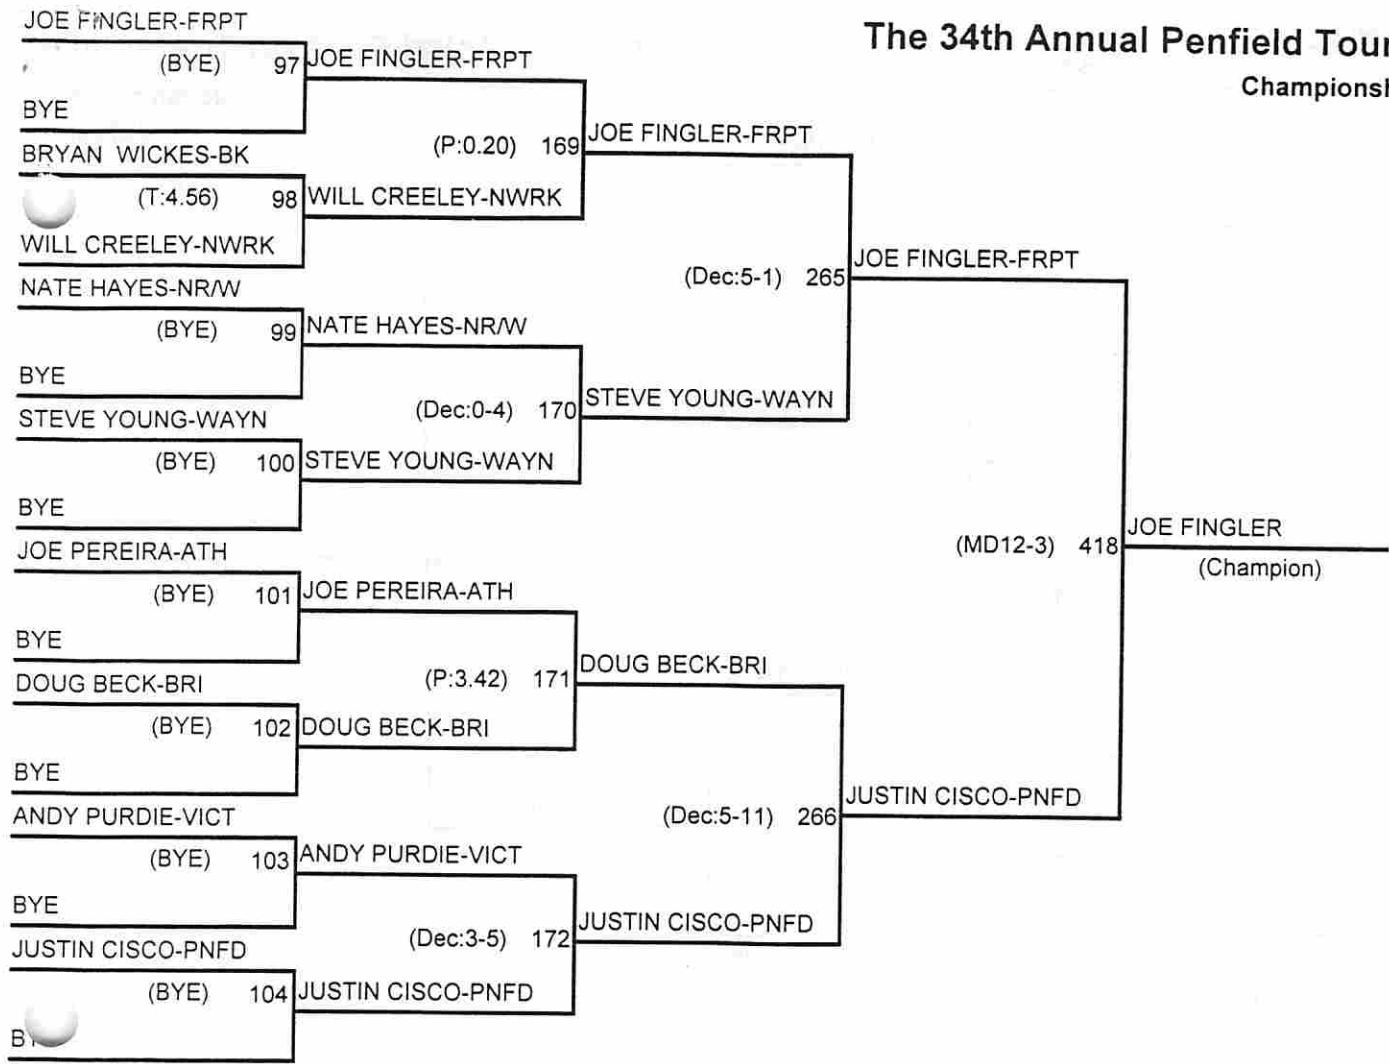 The 34th Annual Penfield Tour
Championsh
JOE FINGLER-FRPT
(BYE) 97
BYE
JOE FINGLER-FRPT
BRYAN WICKES-BK
(T:4.56) 98
WILL CREELEY-NWRK
WILL CREELEY-NWRK
(P:0.20) 169
JOE FINGLER-FRPT
NATE HAYES-NR/W
(BYE) 99
BYE
NATE HAYES-NR/W
STEVE YOUNG-WAYN
(BYE) 100
BYE
STEVE YOUNG-WAYN
(Dec:0-4) 170
STEVE YOUNG-WAYN
(Dec:5-1) 265
JOE FINGLER-FRPT
JOE PEREIRA-ATH
(BYE) 101
BYE
JOE PEREIRA-ATH
DOUG BECK-BRI
(BYE) 102
BYE
DOUG BECK-BRI
(P:3.42) 171
DOUG BECK-BRI
ANDY PURDIE-VICT
(BYE) 103
BYE
ANDY PURDIE-VICT
JUSTIN CISCO-PNFD
(BYE) 104
JUSTIN CISCO-PNFD
(Dec:3-5) 172
JUSTIN CISCO-PNFD
(Dec:5-11) 266
JUSTIN CISCO-PNFD
(MD12-3) 418
JOE FINGLER
(Champion)